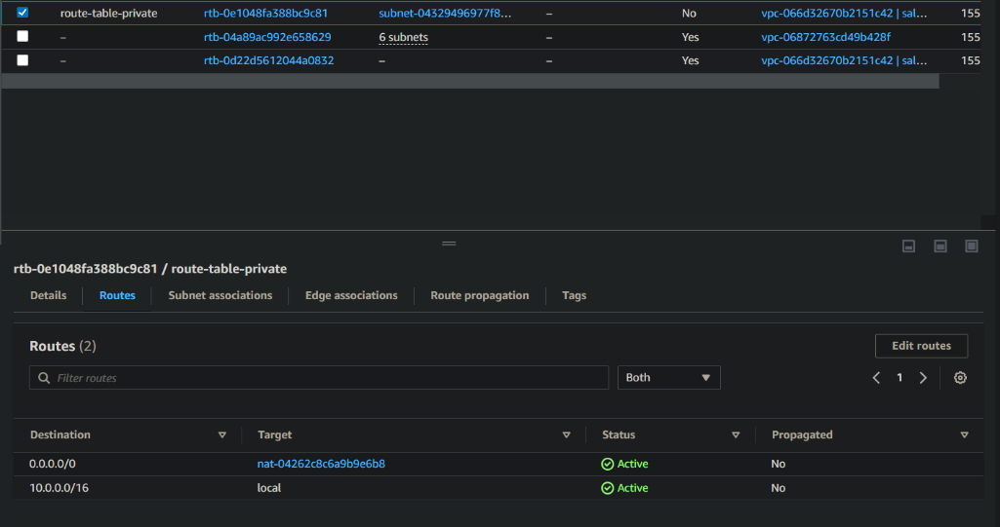 route-table-private rtb-0e1048fa388bc9c81 subnet-04329496977f8... – No vpc-066d32670b2151c42 | sal... 155
– rtb-04a89ac992e658629 6 subnets – Yes vpc-06872763cd49b428f 155
– rtb-0d22d5612044a0832 – – Yes vpc-066d32670b2151c42 | sal... 155
rtb-0e1048fa388bc9c81 / route-table-private
Details Routes Subnet associations Edge associations Route propagation Tags
Routes (2) Edit routes
Filter routes Both 1
Destination Target Status Propagated
0.0.0.0/0 nat-04262c8c6a9b9e6b8 Active No
10.0.0.0/16 local Active No